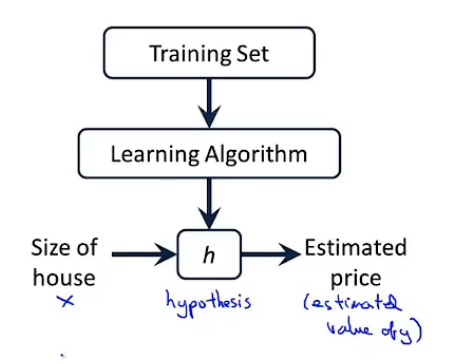 Training Set
Learning Algorithm
Size of
house
x
h
hypothesis
Estimated
price
(estimated
value of y)